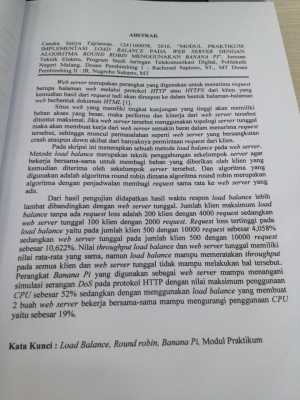 ABSTRAK
Candra Satya Tapriawan, 1241160059, 2016, "MODUL PRAKTIKUM
IMPLEMENTASI LOAD BALANCE PADA WEB SERVER DENGAN
ALGORITMA ROUND ROBIN MENGGUNAKAN BANANA PI". Jurusan
Teknik Elektro, Program Studi Jaringan Telekomunikasi Digital, Politeknik
Negeri Malang. Dosen Pembimbing I : Rachmad Saptono, ST., MT Dosen
Pembimbing II : IR. Nugroho Suharto, MT
Web server merupakan perangkat yang digunakan untuk menerima request
berupa halaman web melalui protokol HTTP atau HTTPS dari klien yang
kemudian hasil dari request tadi akan dikirim ke dalam bentuk halaman-halaman
web berbentuk dokumen HTML [1].
Situs web yang memiliki tingkat kunjungan yang tinggi akan memiliki
beban akses yang besar, maka performa dan kinerja dari web server tersebut
dituntut maksimal. Jika web server tersebut menggunakan topologi server tunggal
maka akan membuat kerja dari web server semakin berat dalam menerima request
tersebut, sehingga muncul permasalahan seperti web server yang bersangkutan
crash ataupun down akibat dari banyaknya permintaan request dari klien.
Pada skripsi ini menerapkan sebuah metode load balance pada web server.
Metode load balance merupakan teknik penggabungan sekelompok server agar
bekerja bersama-sama untuk membagi beban yang diberikan oleh klien yang
kemudian diterima oleh sekelompok server tersebut. Dan algoritma yang
digunakan adalah algoritma round robin dimana algoritma round robin merupakan
algoritma dengan penjadwalan membagi request sama rata ke web server yang
ada.
Dari hasil pengujian didapatkan hasil waktu respon load balance lebih
lambat dibandingkan dengan web server tunggal. Jumlah klien maksimum load
balance tanpa ada request loss adalah 200 klien dengan 4000 request sedangkan
web server tunggal 100 klien dengan 2000 request. Request loss tertinggi pada
load balance yaitu pada jumlah klien 500 dengan 10000 request sebesar 4,058%
sedangkan web server tunggal pada jumlah klien 500 dengan 10000 request
sebesar 10,622%. Nilai throughput load balance dan web server tunggal memiliki
nilai rata-rata yang sama, namun load balance mampu memeratakan throughput
pada semua klien dan web server tunggal tidak mampu melakukan hal tersebut.
Perangkat Banana Pi yang digunakan sebagai web server mampu menangani
simulasi serangan DoS pada protokol HTTP dengan nilai maksimum penggunaan
CPU sebesar 52% sedangkan dengan menggunakan load balance yang membuat
2 buah web server bekerja bersama-sama mampu mengurangi penggunaan CPU
yaitu sebesar 19%.
Kata Kunci : Load Balance, Round robin, Banana Pi, Modul Praktikum